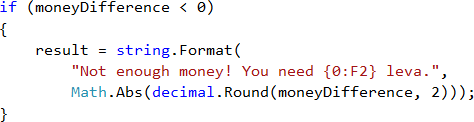 if (moneyDifference < 0)
{
    result = string.Format(
        "Not enough money! You need {0:F2} leva.",
        Math.Abs(decimal.Round(moneyDifference, 2)));
}